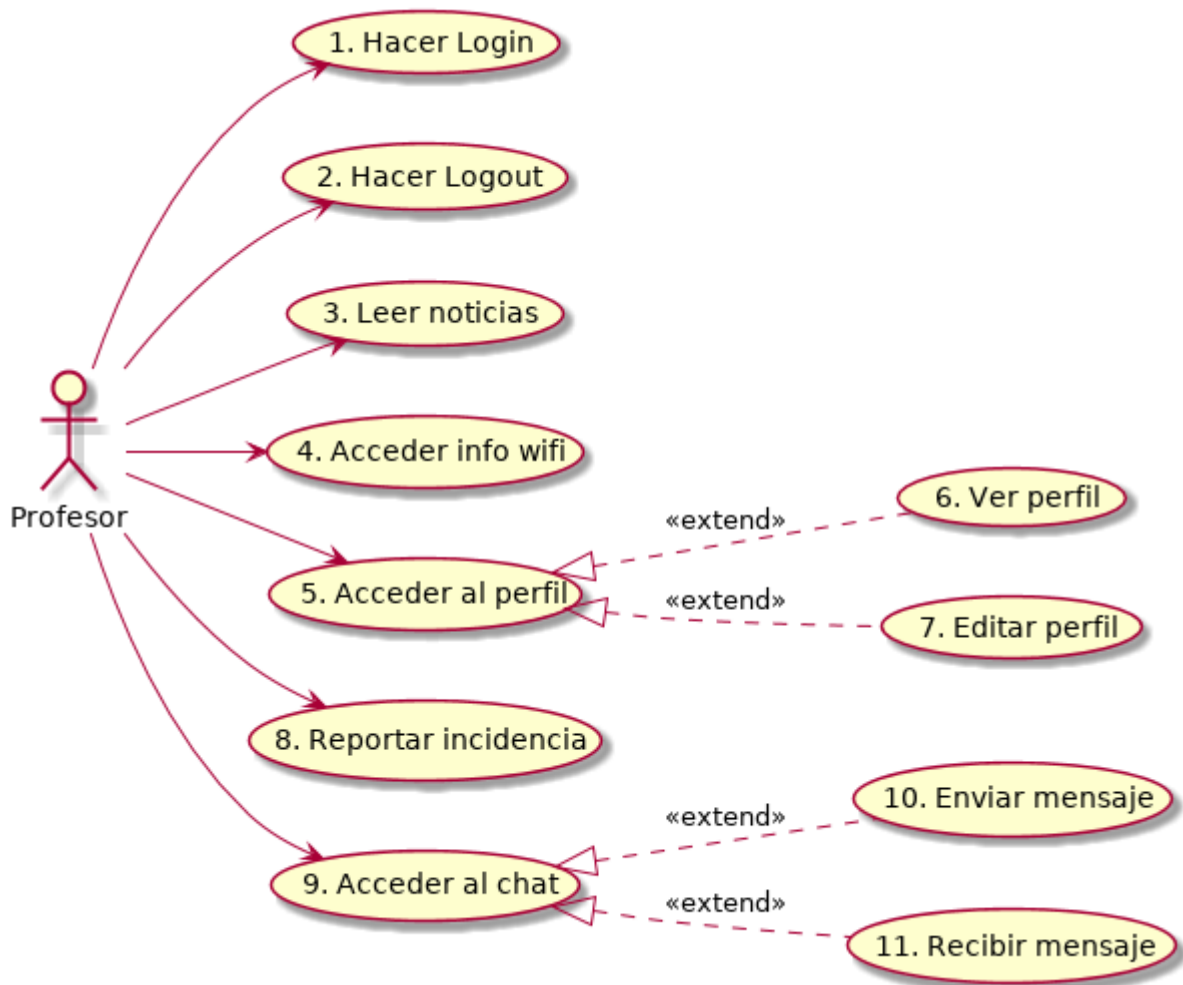 1. Hacer Login
2. Hacer Logout
3. Leer noticias
4. Acceder info wifi
Profesor
5. Acceder al perfil
«extend»
6. Ver perfil
«extend»
7. Editar perfil
8. Reportar incidencia
9. Acceder al chat
«extend»
10. Enviar mensaje
«extend»
11. Recibir mensaje